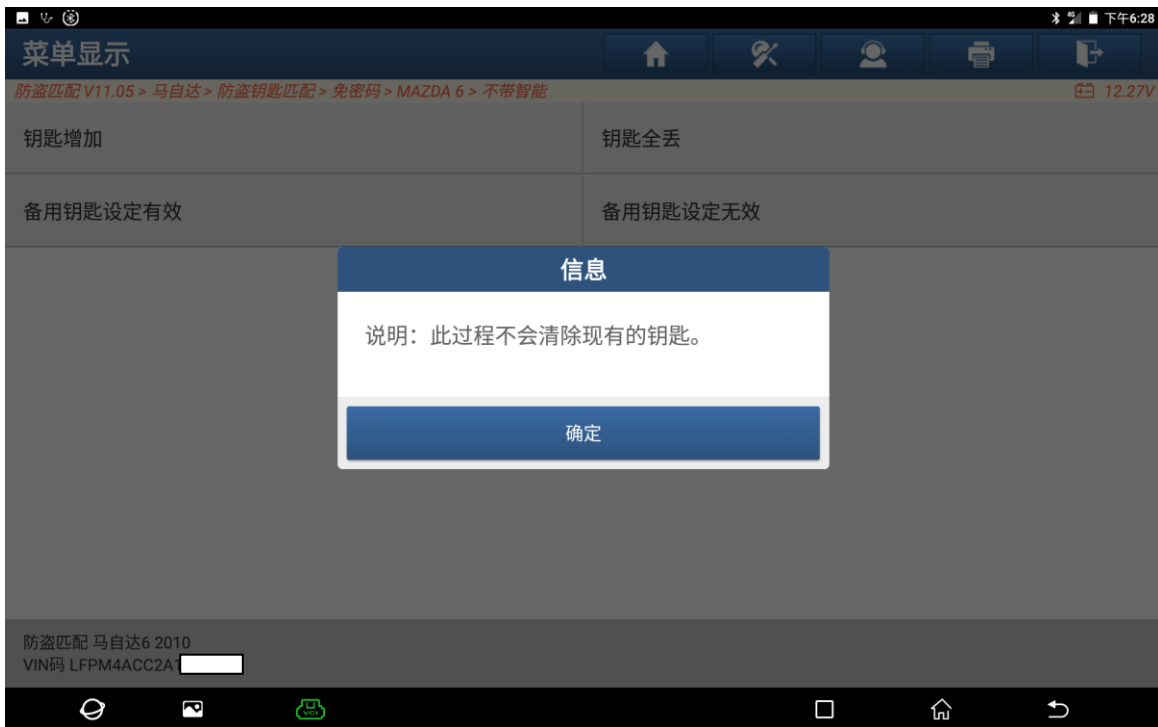 4G 下午6:28
菜单显示
防盗匹配 V11.05 > 马自达 > 防盗钥匙匹配 > 免密码 > MAZDA 6 > 不带智能 12.27V
钥匙增加 钥匙全丢
备用钥匙设定有效 备用钥匙设定无效
信息
说明：此过程不会清除现有的钥匙。
确定
防盗匹配 马自达6 2010
VIN码 LFPM4ACC2A1
VCI